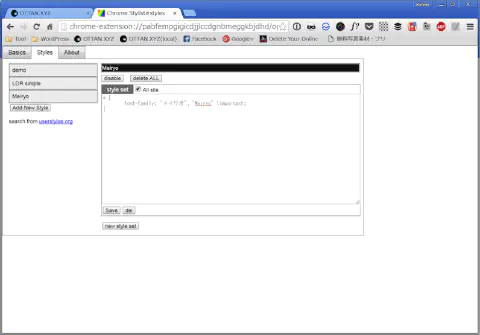 OTTAN.XYZ
Chrome Stylist#styles
chrome-extension://pabfempgigicdjjlccdgnbmeggkbjdhd/o
Tool
WordPress
OTTAN.XYZ
OTTAN.XYZ(local)
Facebook
Google+
Delete Your Online
無料写真素材・フリ
Basics
Styles
About
demo
LDR simple
Meiryo
Add New Style
search from userstyles.org
Meiryo
disable
delete ALL
style set
All site
* {
font-family: "メイリオ", "Meiryo" !important;
}
Save
del
new style set